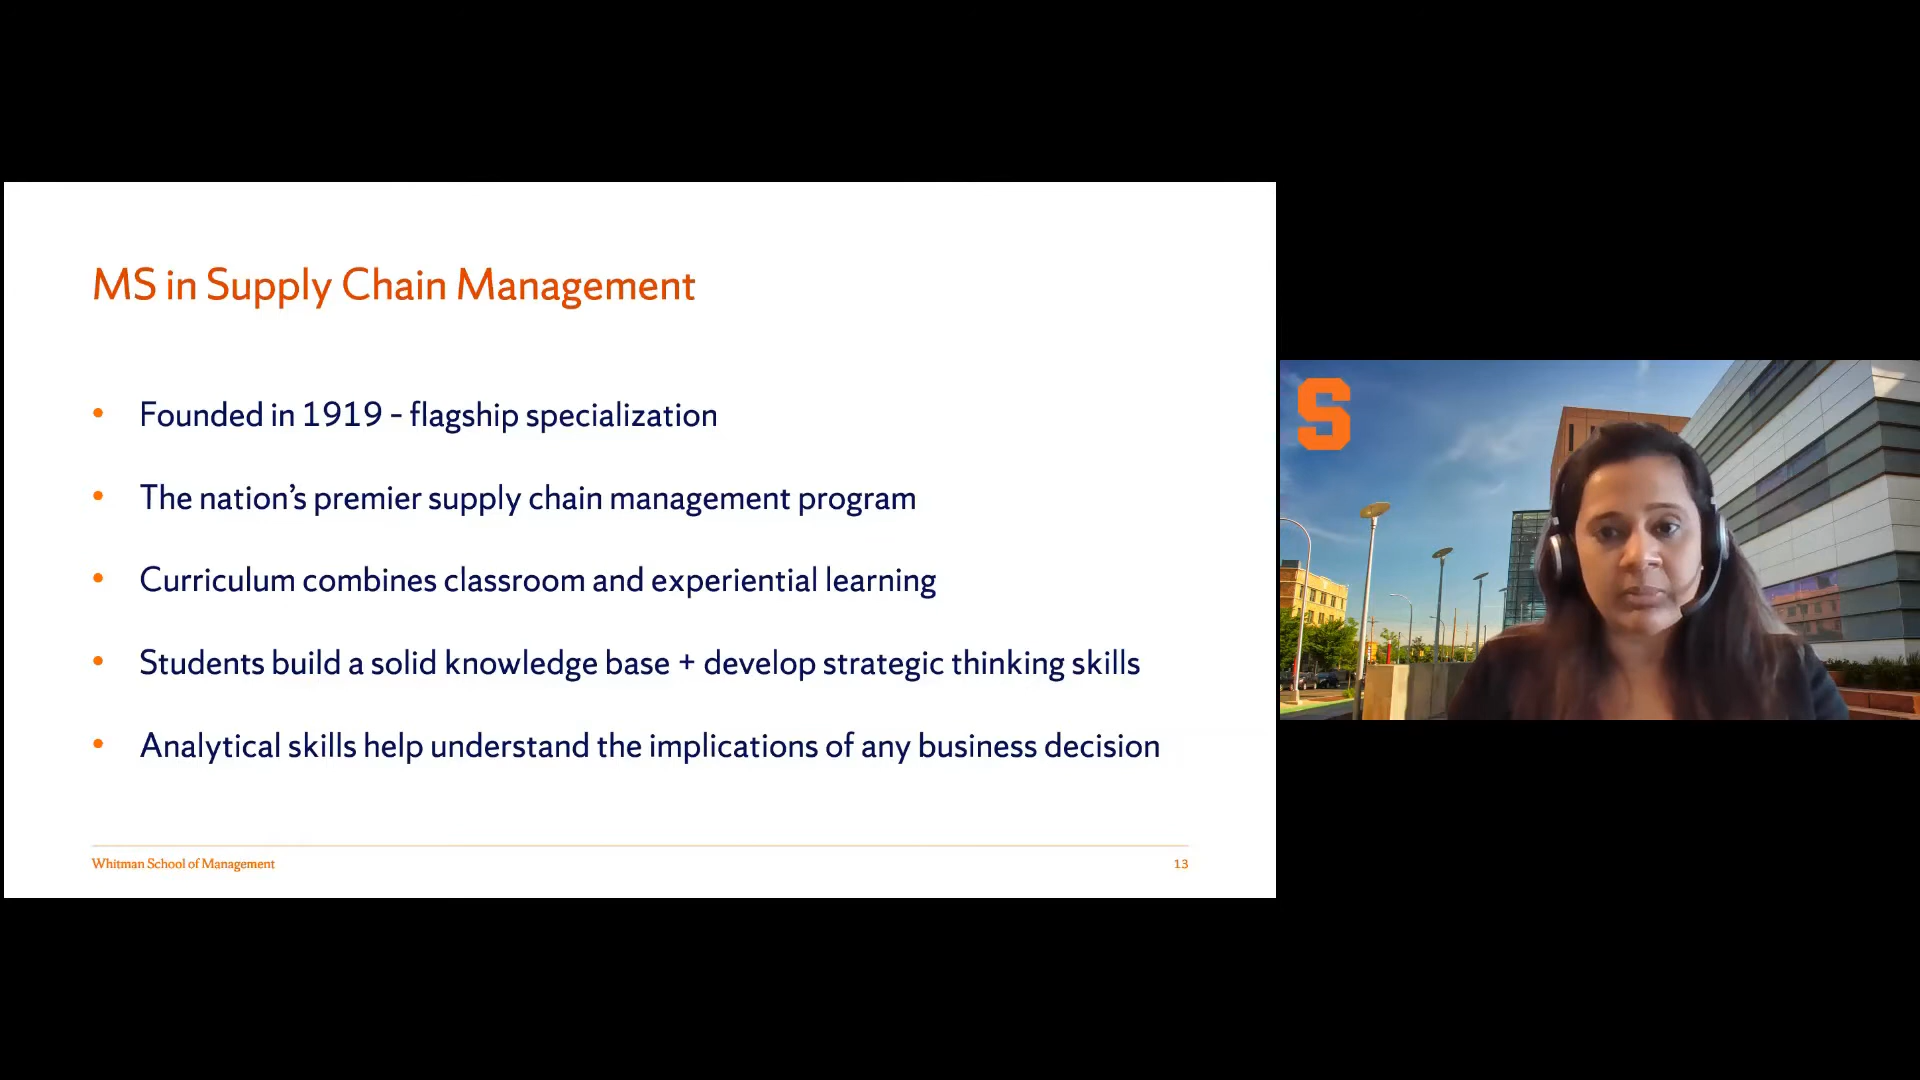 MS in Supply Chain Management
• Founded in 1919 – flagship specialization
• The nation’s premier supply chain management program
• Curriculum combines classroom and experiential learning
• Students build a solid knowledge base + develop strategic thinking skills
• Analytical skills help understand the implications of any business decision
Whitman School of Management
13
S